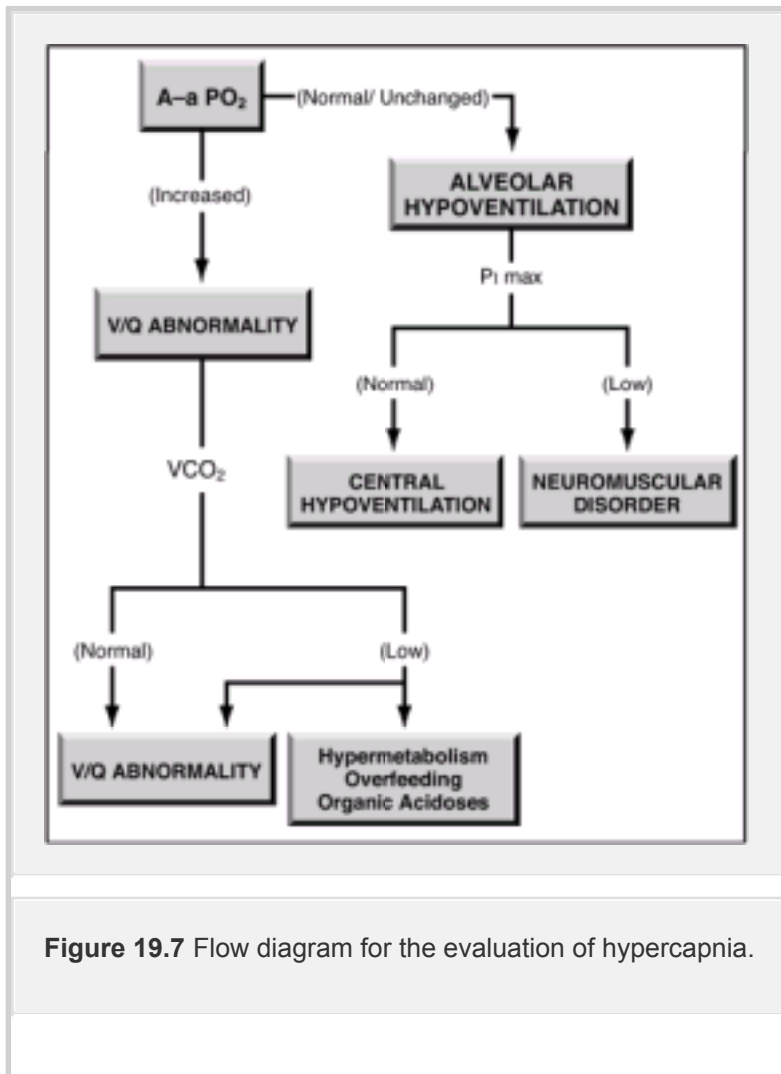 A–a PO₂
(Normal/ Unchanged)
(Increased)
ALVEOLAR
HYPOVENTILATION
PI max
V/Q ABNORMALITY
(Normal)
(Low)
VCO₂
CENTRAL
HYPOVENTILATION
NEUROMUSCULAR
DISORDER
(Normal)
(Low)
V/Q ABNORMALITY
Hypermetabolism
Overfeeding
Organic Acidoses
Figure 19.7 Flow diagram for the evaluation of hypercapnia.